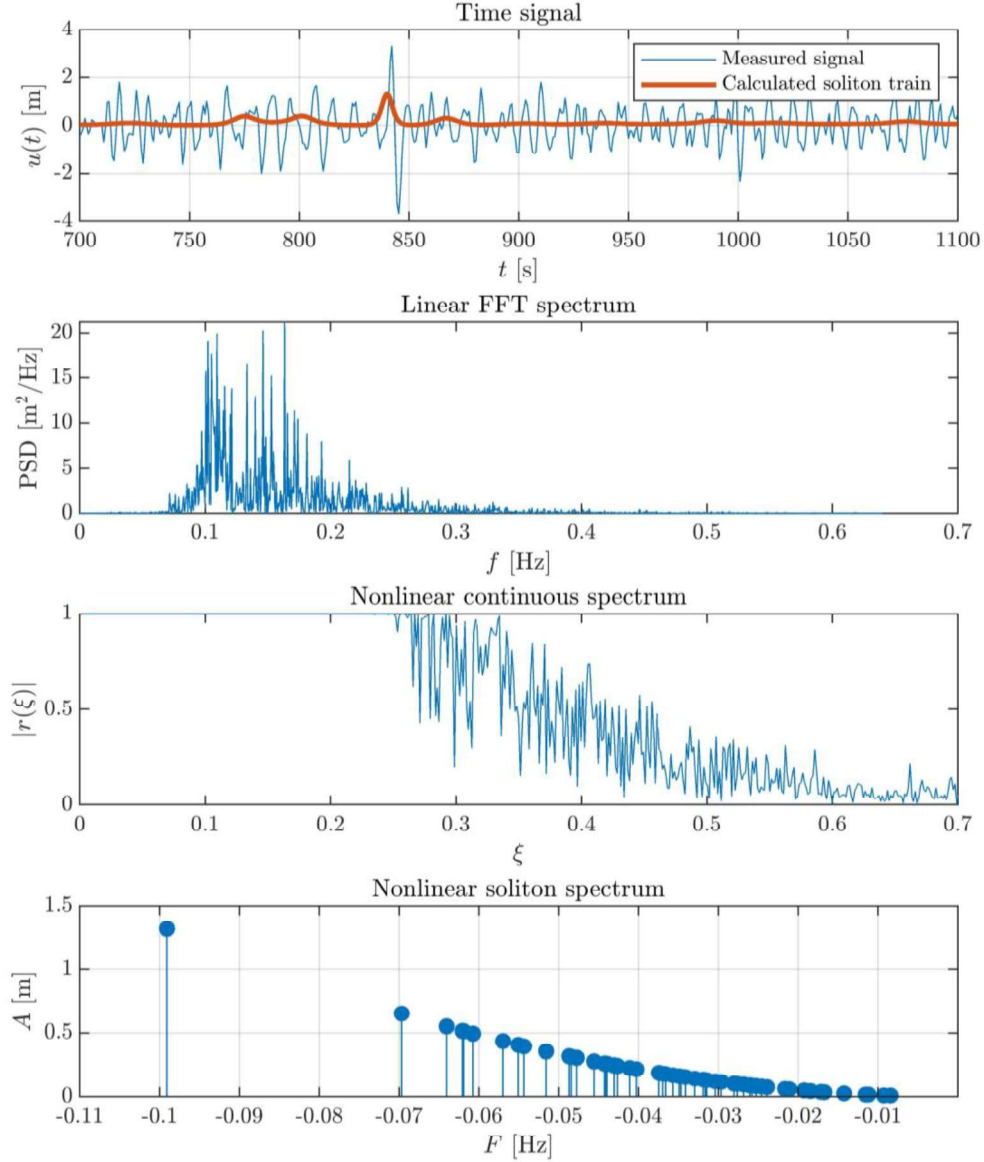 Time signal
4
2
0
-2
-4
u(t) [m]
Measured signal
Calculated soliton train
700 750 800 850 900 950 1000 1050 1100
t [s]
Linear FFT spectrum
20
15
10
5
0
PSD [m²/Hz]
0 0.1 0.2 0.3 0.4 0.5 0.6 0.7
f [Hz]
Nonlinear continuous spectrum
1
0.5
0
|r(ξ)|
0 0.1 0.2 0.3 0.4 0.5 0.6 0.7
ξ
Nonlinear soliton spectrum
1.5
1
0.5
0
A [m]
-0.11 -0.1 -0.09 -0.08 -0.07 -0.06 -0.05 -0.04 -0.03 -0.02 -0.01
F [Hz]